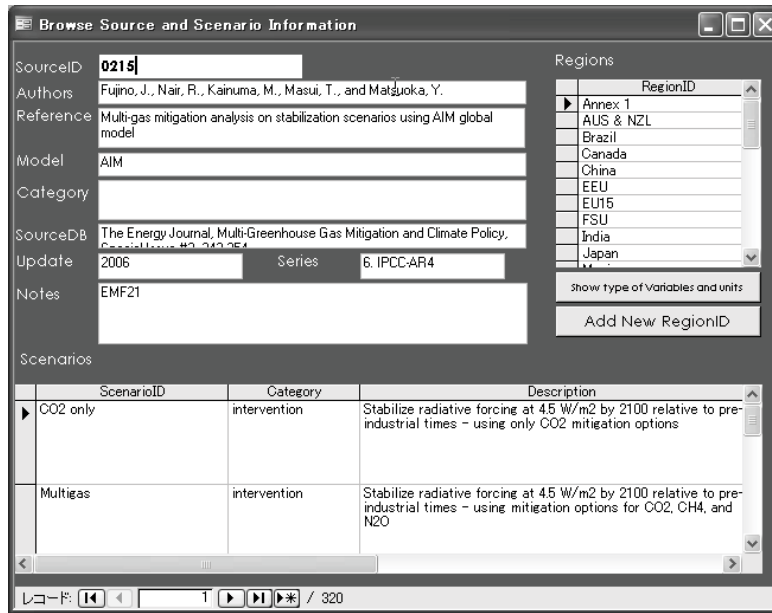 Browse Source and Scenario Information
SourceID 0215
Authors Fujino, J., Nair, R., Kainuma, M., Masui, T., and Matsuoka, Y.
Reference Multi-gas mitigation analysis on stabilization scenarios using AIM global
model
Model AIM
Category
SourceDB The Energy Journal, Multi-Greenhouse Gas Mitigation and Climate Policy,
Update 2006 Series 6. IPCC-AR4
Notes EMF21
Regions
RegionID
Annex 1
AUS & NZL
Brazil
Canada
China
EEU
EU15
FSU
India
Japan
Show type of Variables and units
Add New RegionID
Scenarios
ScenarioID Category Description
CO2 only intervention Stabilize radiative forcing at 4.5 W/m2 by 2100 relative to pre-
industrial times - using only CO2 mitigation options
Multigas intervention Stabilize radiative forcing at 4.5 W/m2 by 2100 relative to pre-
industrial times - using mitigation options for CO2, CH4, and
N2O
レコード: 1 / 320